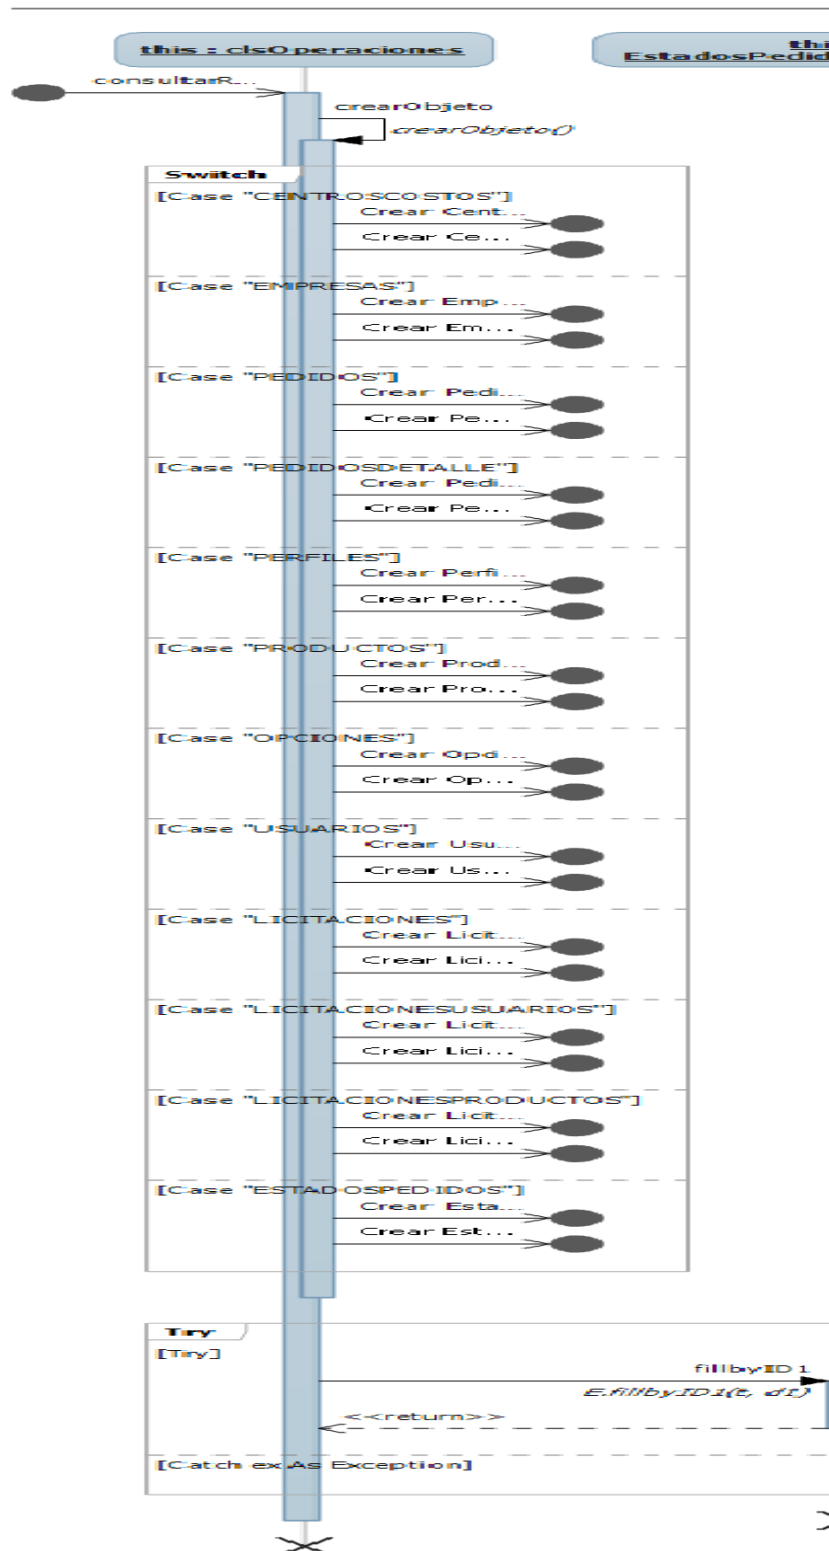 this : clsOperaciones
thi
EstadosPedid
consultarR...
crearObjeto
crearObjeto()
Switch
[Case "CENTROSCOSTOS"]
Crear Cent...
Crear Ce...
[Case "EMPRESAS"]
Crear Emp...
Crear Em...
[Case "PEDIDOS"]
Crear Pedi...
Crear Pe...
[Case "PEDIDOSDETALLE"]
Crear Pedi...
Crear Pe...
[Case "PERFILES"]
Crear Perfi...
Crear Per...
[Case "PRODUCTOS"]
Crear Prod...
Crear Pro...
[Case "OPCIONES"]
Crear Opci...
Crear Op...
[Case "USUARIOS"]
Crear Usu...
Crear Us...
[Case "LICITACIONES"]
Crear Licit...
Crear Lici...
[Case "LICITACIONESUSUARIOS"]
Crear Licit...
Crear Lici...
[Case "LICITACIONESPRODUCTOS"]
Crear Licit...
Crear Lici...
[Case "ESTADOSPEDIDOS"]
Crear Esta...
Crear Est...
Try
[Try]
fillbyID1
E.fillbyID1(t, d1)
<<return>>
[Catch ex As Exception]